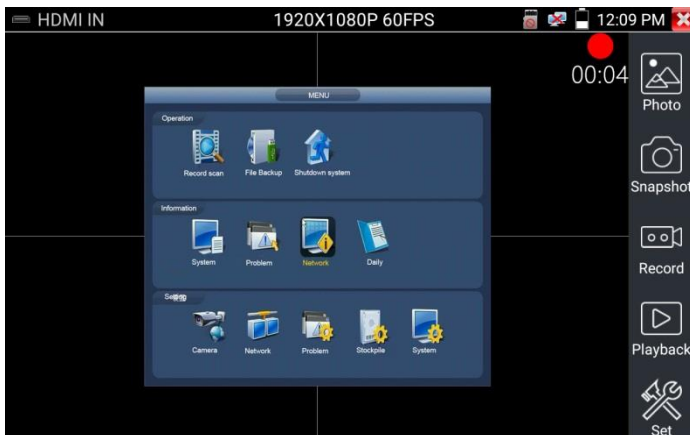 HDMI IN 1920X1080P 60FPS 12:09 PM
00:04
Photo
Snapshot
Record
Playback
Set
MENU
Operation
Record scan File Backup Shutdown system
Information
System Problem Network Daily
Camera Network Problem Stockpile System